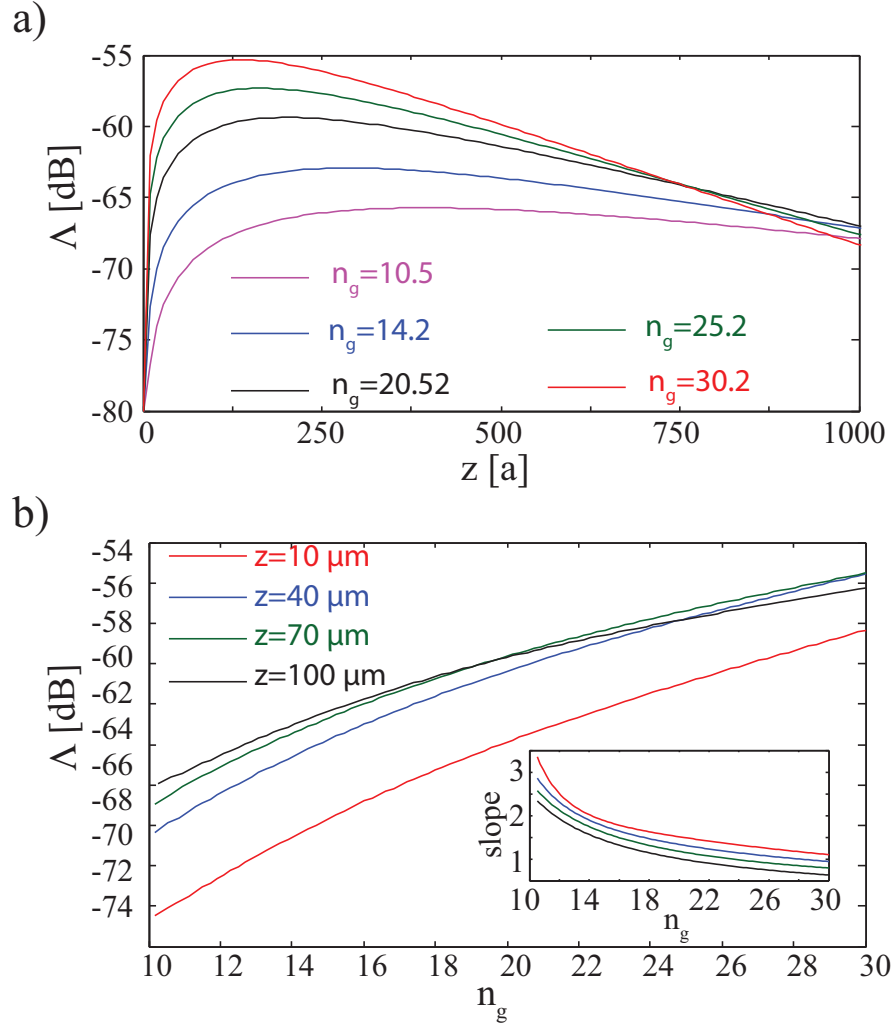 a)
-55
-60
-65
-70
-75
-80
Λ [dB]
n_g=10.5
n_g=14.2
n_g=25.2
n_g=20.52
n_g=30.2
0 250 500 750 1000
z [a]
b)
-54
-56
-58
-60
-62
-64
-66
-68
-70
-72
-74
Λ [dB]
z=10 μm
z=40 μm
z=70 μm
z=100 μm
3
2
1
slope
10 14 18 22 26 30
n_g
10 12 14 16 18 20 22 24 26 28 30
n_g